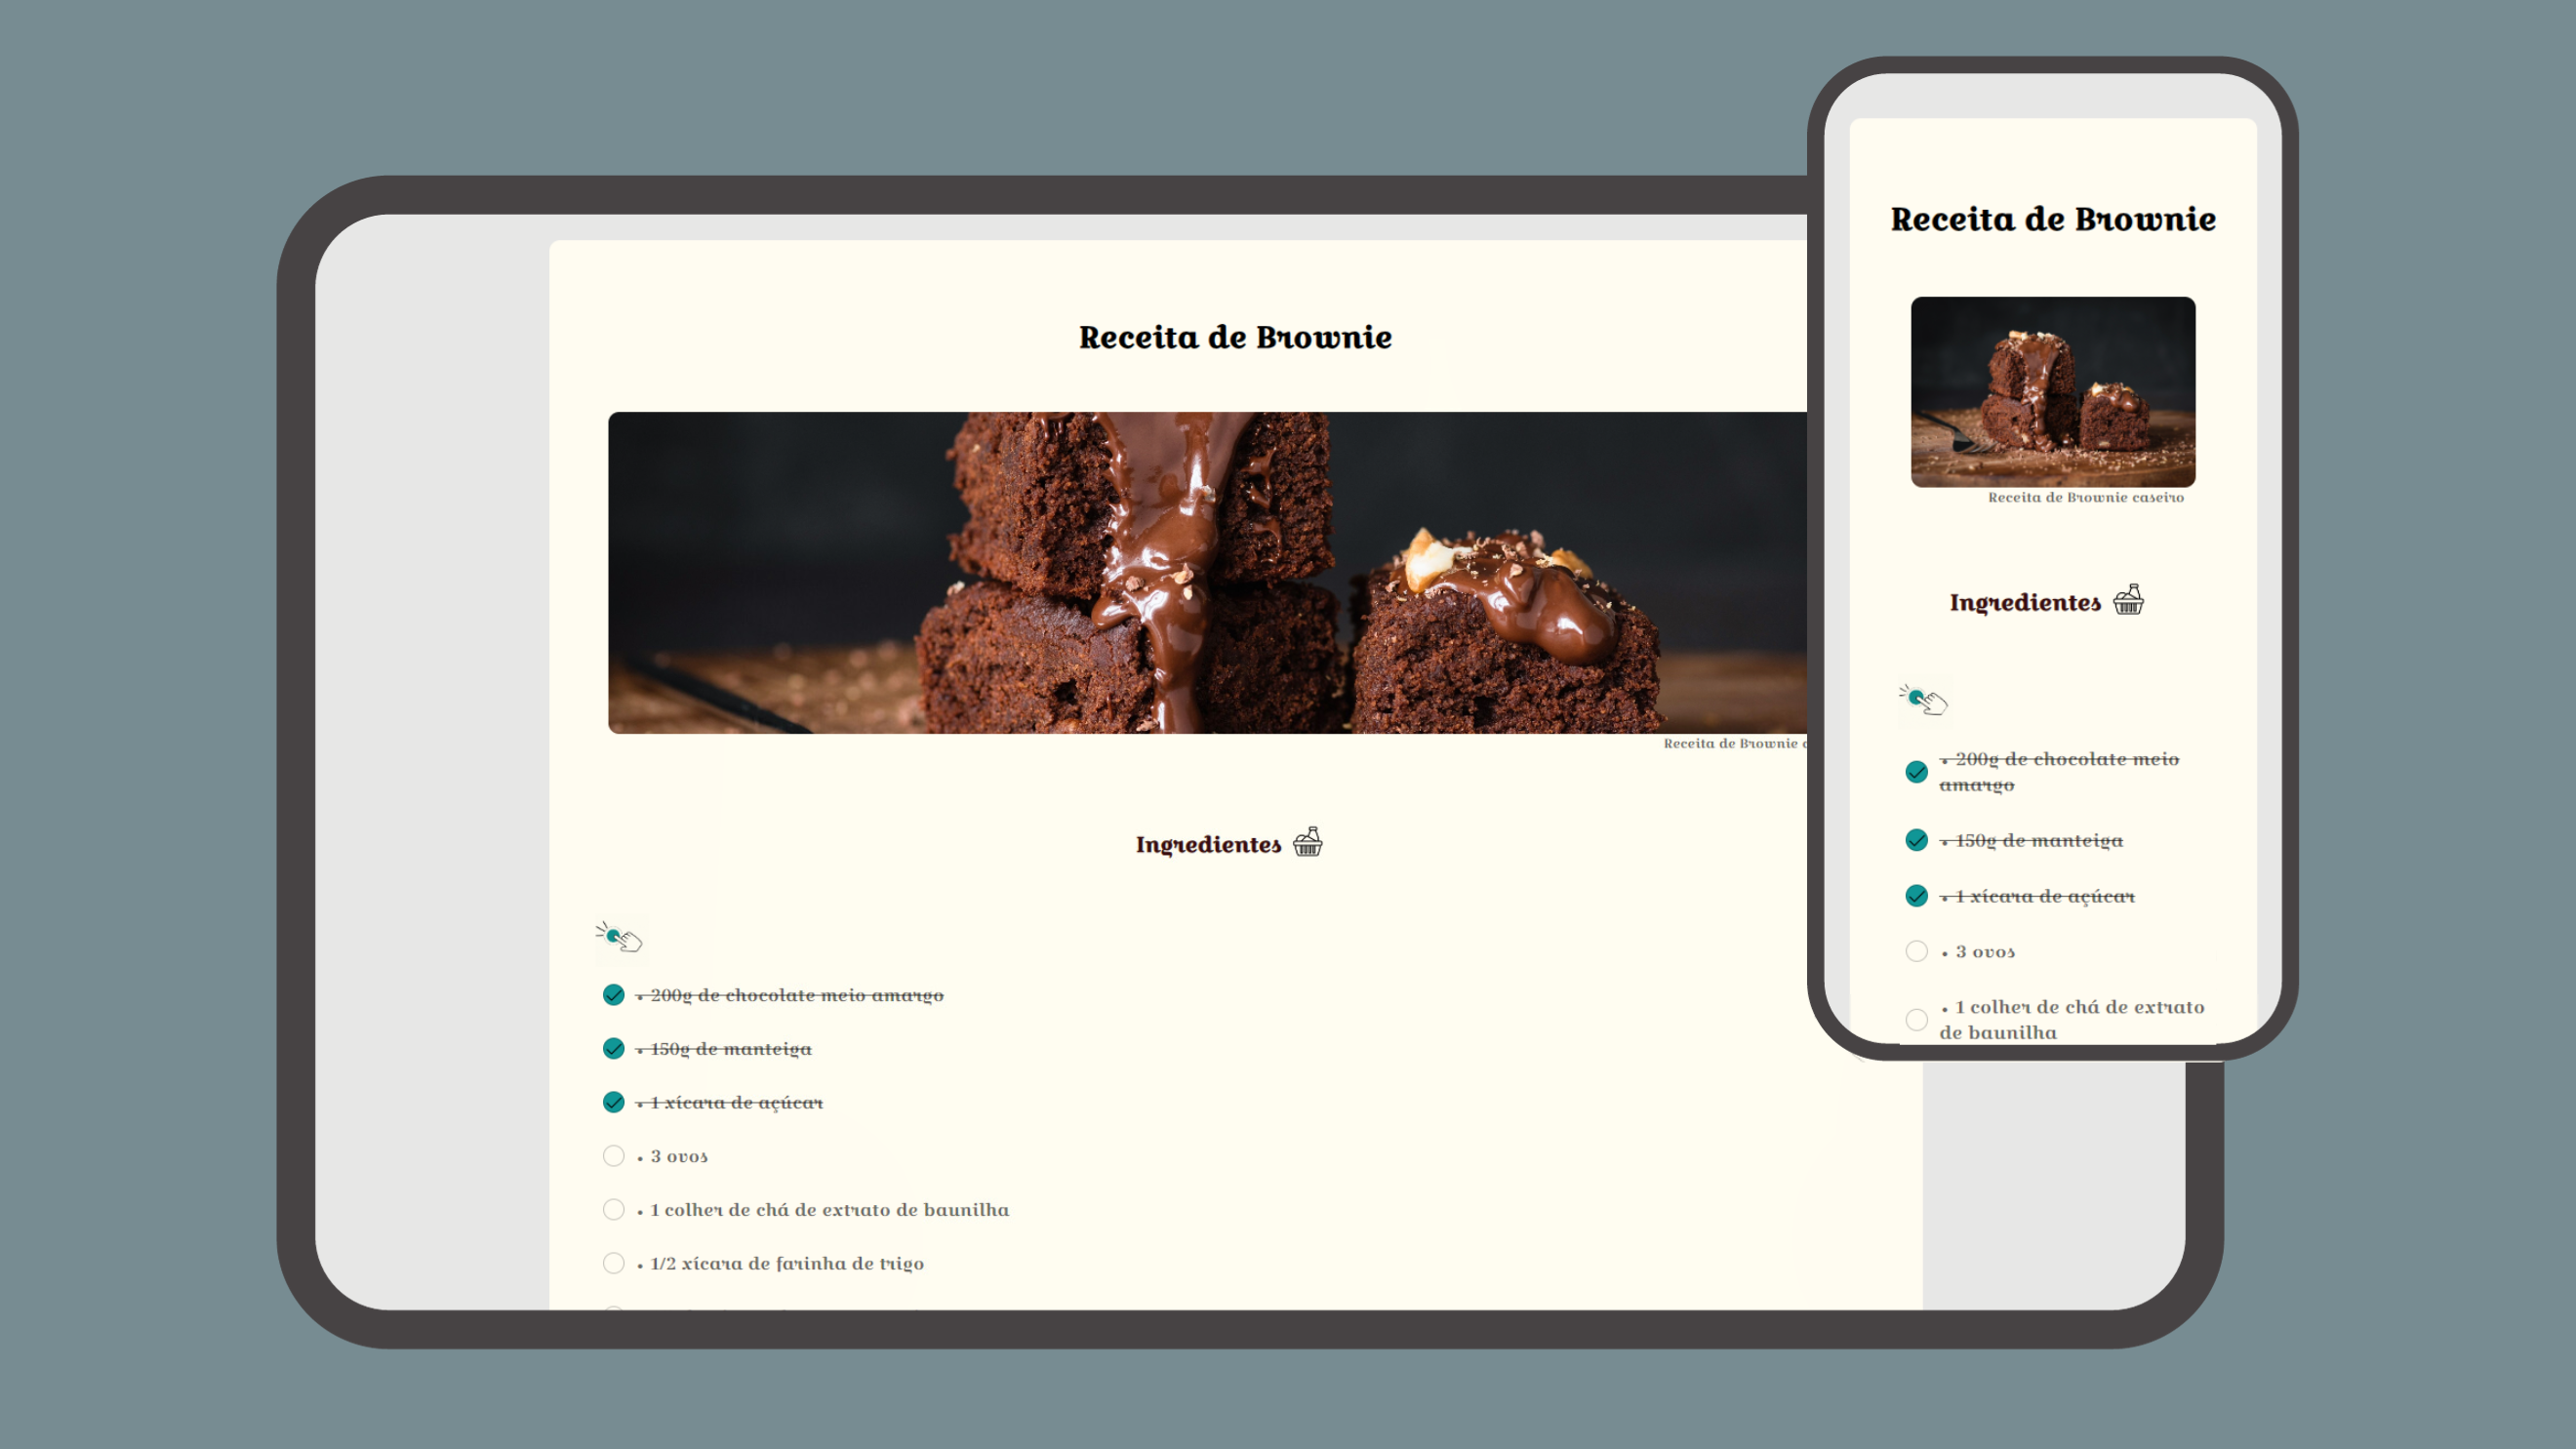 Receita de Brownie
Receita de Brownie
Ingredientes
• 200g de chocolate meio amargo
• 150g de manteiga
• 1 xícara de açúcar
• 3 ovos
• 1 colher de chá de extrato de baunilha
• 1/2 xícara de farinha de trigo
Receita de Brownie
Receita de Brownie caseiro
Ingredientes
• 200g de chocolate meio
amargo
• 150g de manteiga
• 1 xícara de açúcar
• 3 ovos
• 1 colher de chá de extrato
de baunilha